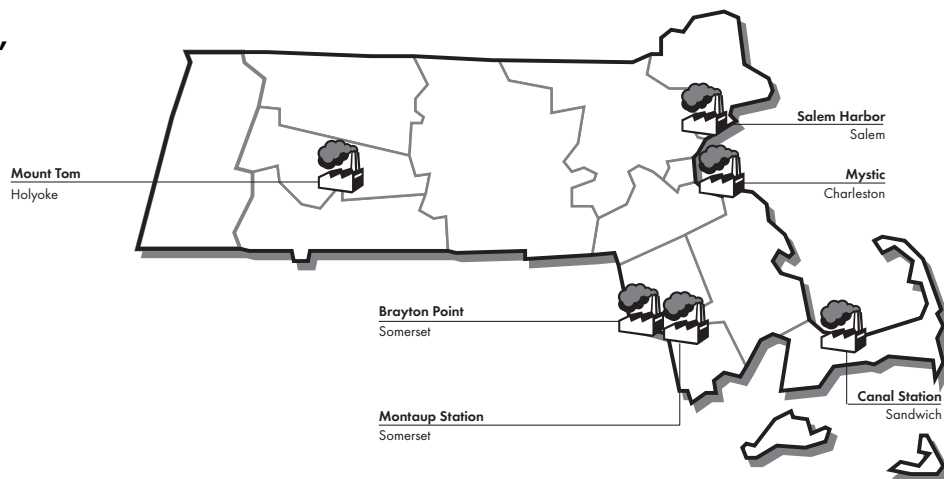 Salem Harbor
Salem
Mount Tom
Holyoke
Mystic
Charleston
Brayton Point
Somerset
Canal Station
Sandwich
Montaup Station
Somerset